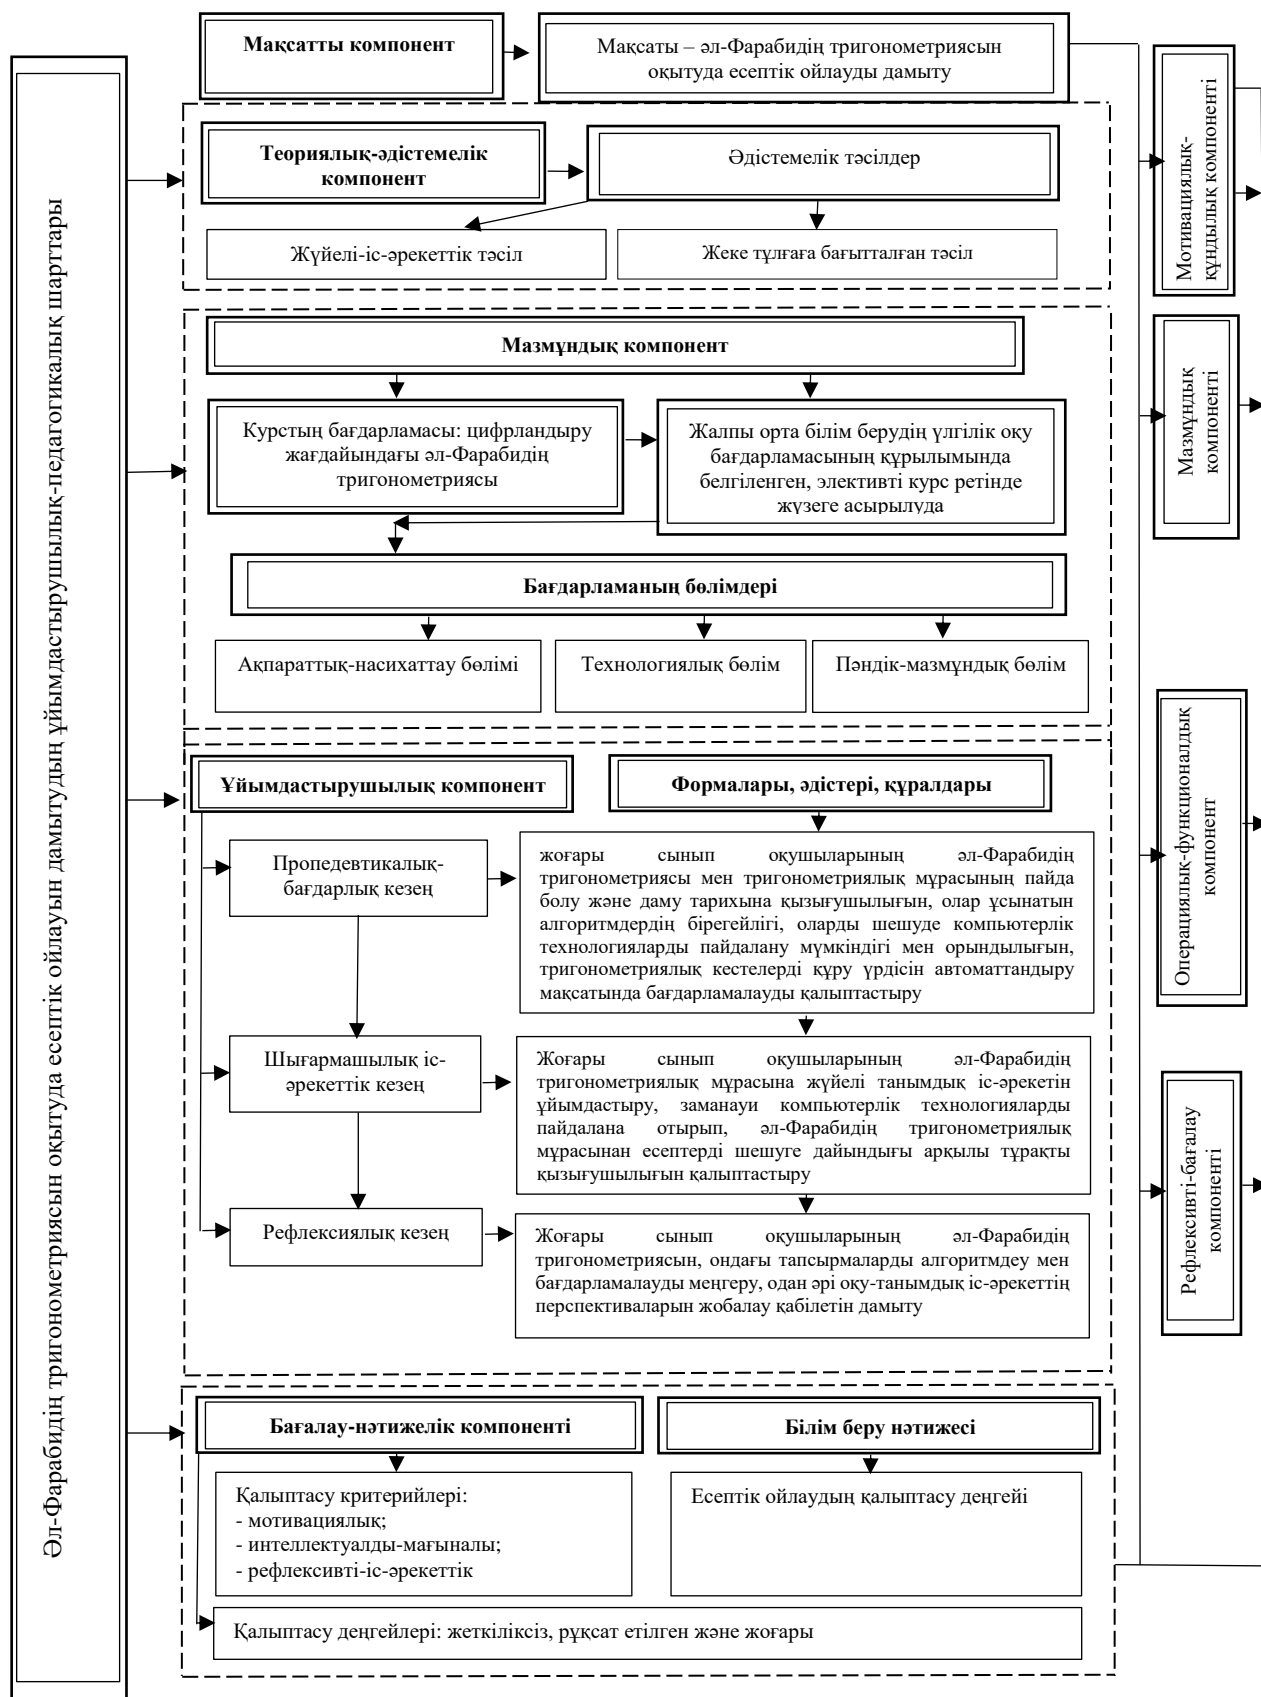 Әл-Фарабидің тригонометриясын оқытуда есептік ойлауын дамытудың ұйымдастырушылық-педагогикалық шарттары
Мақсатты компонент
Мақсаты – әл-Фарабидің тригонометриясын
оқытуда есептік ойлауды дамыту
Теориялық-әдістемелік
компонент
Әдістемелік тәсілдер
Жүйелі-іс-әрекеттік тәсіл
Жеке тұлғаға бағытталған тәсіл
Мазмұндық компонент
Курстың бағдарламасы: цифрландыру
жағдайындағы әл-Фарабидің
тригонометриясы
Жалпы орта білім берудің үлгілік оқу
бағдарламасының құрылымында
белгіленген, элективті курс ретінде
жүзеге асырылуда
Бағдарламаның бөлімдері
Ақпараттық-насихаттау бөлімі
Технологиялық бөлім
Пәндік-мазмұндық бөлім
Ұйымдастырушылық компонент
Формалары, әдістері, құралдары
Пропедевтикалық-
бағдарлық кезең
жоғары сынып оқушыларының әл-Фарабидің
тригонометриясы мен тригонометриялық мұрасының пайда
болу және даму тарихына қызығушылығын, олар ұсынатын
алгоритмдердің бірегейлігі, оларды шешуде компьютерлік
технологияларды пайдалану мүмкіндігі мен орындылығын,
тригонометриялық кестелерді құру үрдісін автоматтандыру
мақсатында бағдарламалауды қалыптастыру
Шығармашылық іс-
әрекеттік кезең
Жоғары сынып оқушыларының әл-Фарабидің
тригонометриялық мұрасына жүйелі танымдық іс-әрекетін
ұйымдастыру, заманауи компьютерлік технологияларды
пайдалана отырып, әл-Фарабидің тригонометриялық
мұрасынан есептерді шешуге дайындығы арқылы тұрақты
қызығушылығын қалыптастыру
Рефлексиялық кезең
Жоғары сынып оқушыларының әл-Фарабидің
тригонометриясын, ондағы тапсырмаларды алгоритмдеу мен
бағдарламалауды меңгеру, одан әрі оқу-танымдық іс-әрекеттің
перспективаларын жобалау қабілетін дамыту
Бағалау-нәтижелік компоненті
Білім беру нәтижесі
Қалыптасу критерийлері:
- мотивациялық;
- интеллектуалды-мағыналы;
- рефлексивті-іс-әрекеттік
Есептік ойлаудың қалыптасу деңгейі
Қалыптасу деңгейлері: жеткіліксіз, рұқсат етілген және жоғары
Мотивациялық-
құндылық компоненті
Мазмұндық
компоненті
Операциялық-функционалдық
компонент
Рефлексивті-бағалау
компоненті